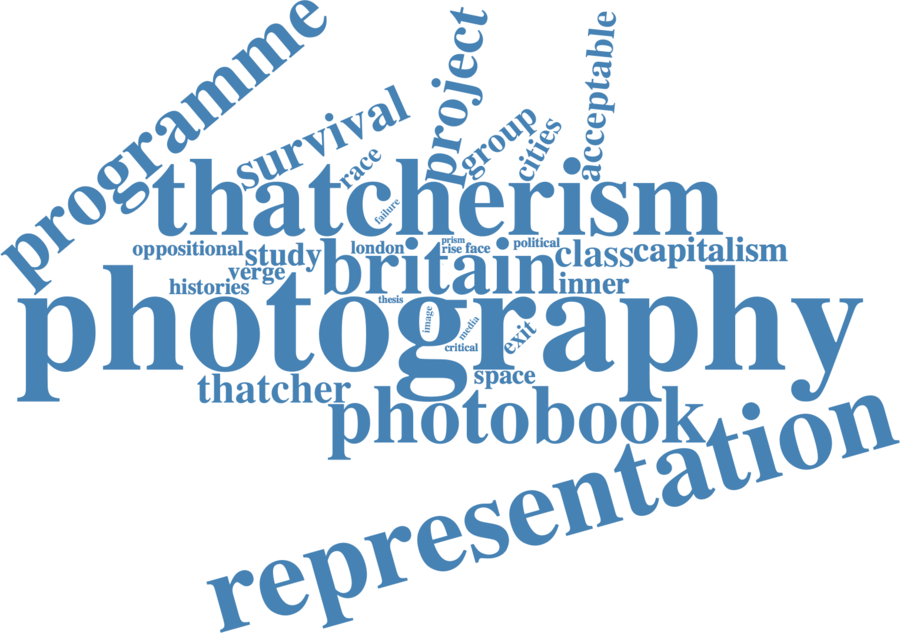 programme
survival
project
group
cities
acceptable
race
thatcherism
failure
oppositional
study
london
prism
rise face
political
class
capitalism
verge
britain
histories
inner
thesis
photography
image
media
critical
exit
space
thatcher
photobook
representation